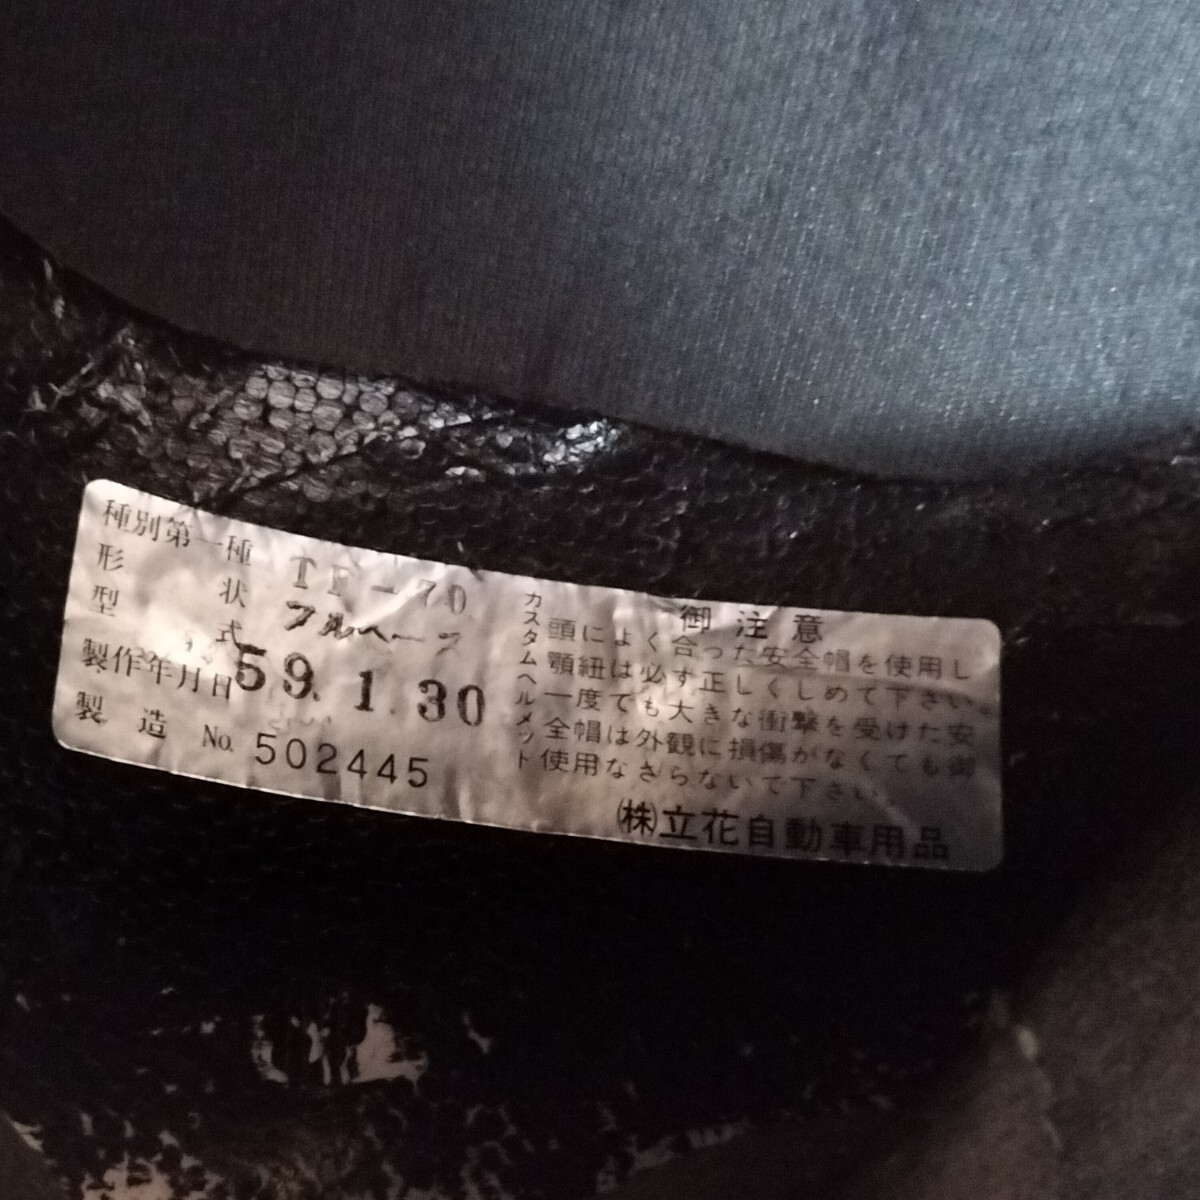 種別第一種 TF-70
形状 フルヘース
型式
製作年月日 59. 1. 30
製造 No. 502445
カスタムヘルメット
御注意
頭によく合った安全帽を使用し
顎紐は必ず正しくしめて下さい。
一度でも大きな衝撃を受けた安
全帽は外観に損傷がなくても御
使用なさらないで下さい
㈱立花自動車用品